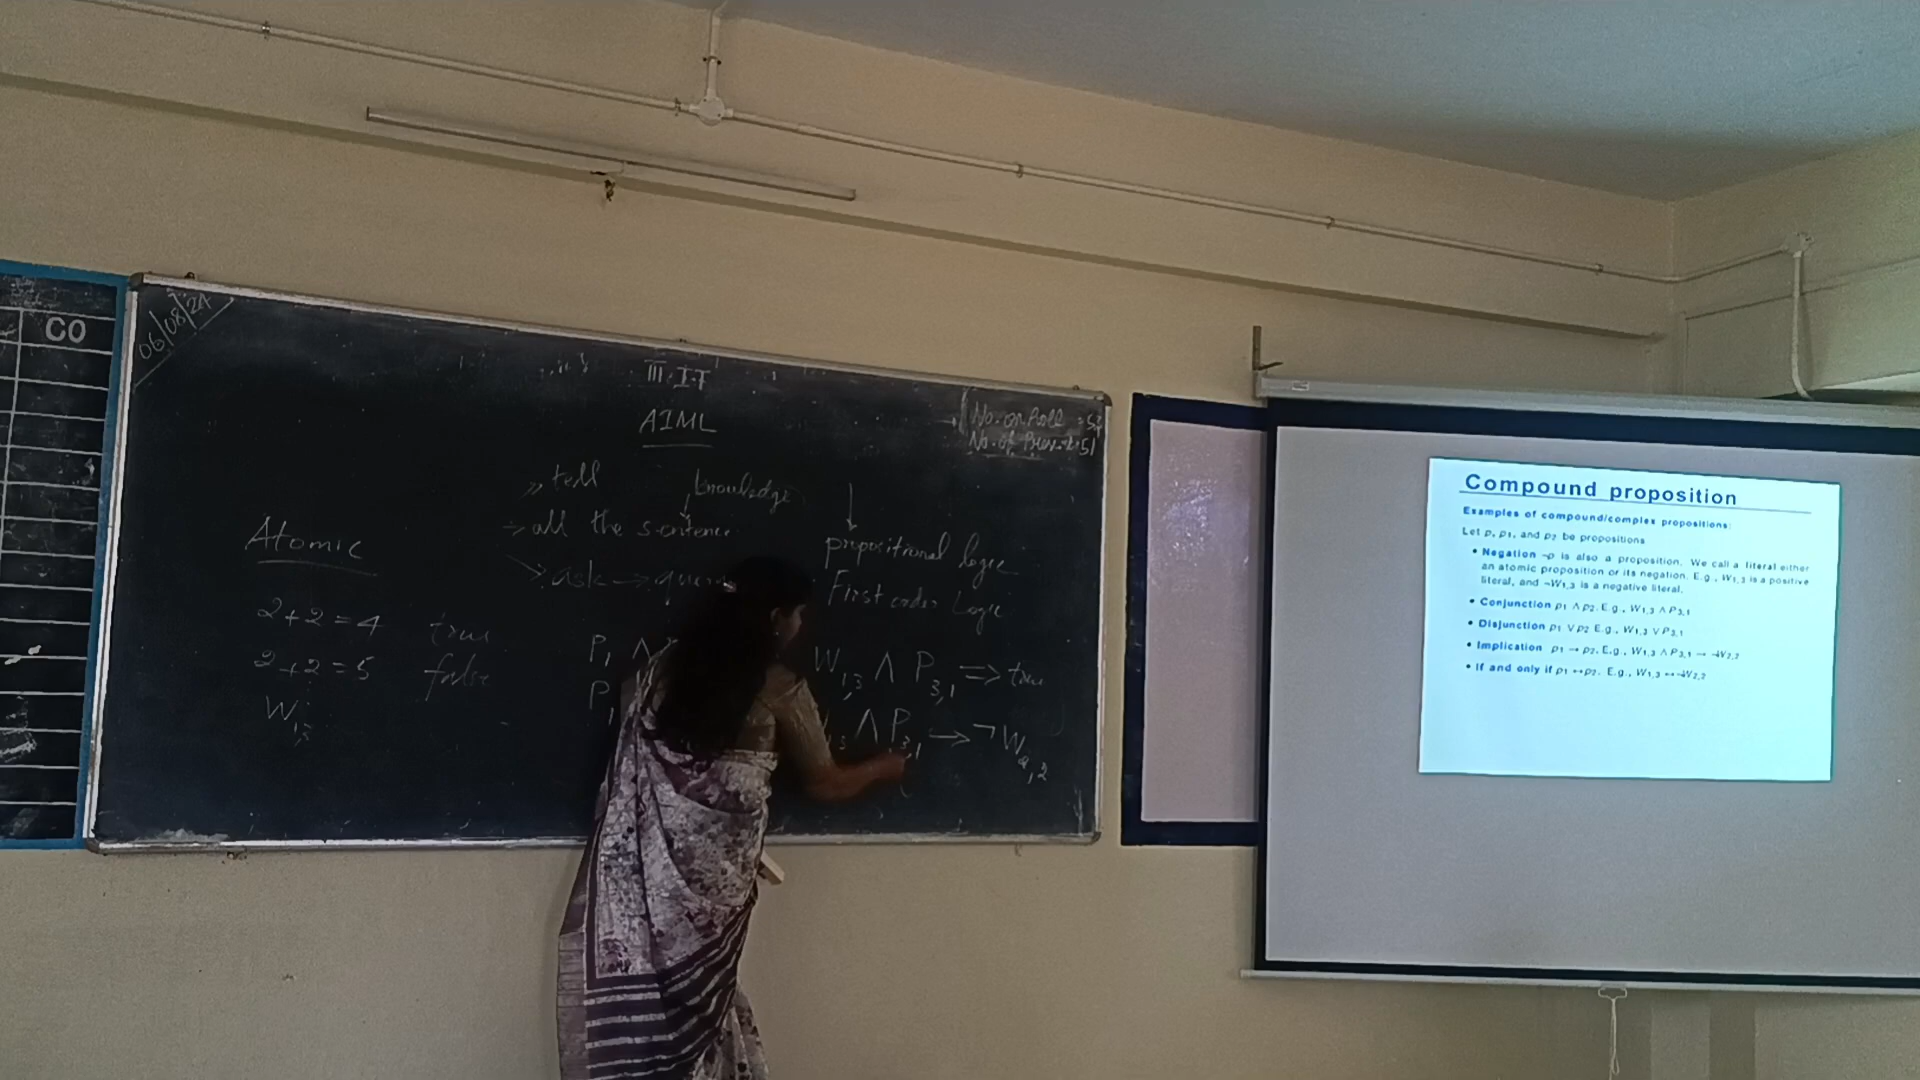 CO
06/08/24
III. I.T
AIML
No. on Roll = 52
No. of Present = 51
tell
knowledge
all the sentence
ask → 
propositional logic
First order Logic
Atomic
2+2=4 true
2+2=5 false
W1,3
P1 ∧
P1
W1,3 ∧ P3,1 => true
∧ P3,1 → ¬W2,2
Compound proposition
Examples of compound/complex propositions:
Let p, p1, and p2 be propositions
• Negation ¬p is also a proposition. We call a literal either
an atomic proposition or its negation. E.g., W1,3 is a positive
literal, and ¬W1,3 is a negative literal.
• Conjunction p1 ∧ p2. E.g., W1,3 ∧ P3,1
• Disjunction p1 ∨ p2 E.g., W1,3 ∨ P3,1
• Implication p1 → p2. E.g., W1,3 ∧ P3,1 → ¬W2,2
• If and only if p1 ↔ p2. E.g., W1,3 ↔ ¬W2,2